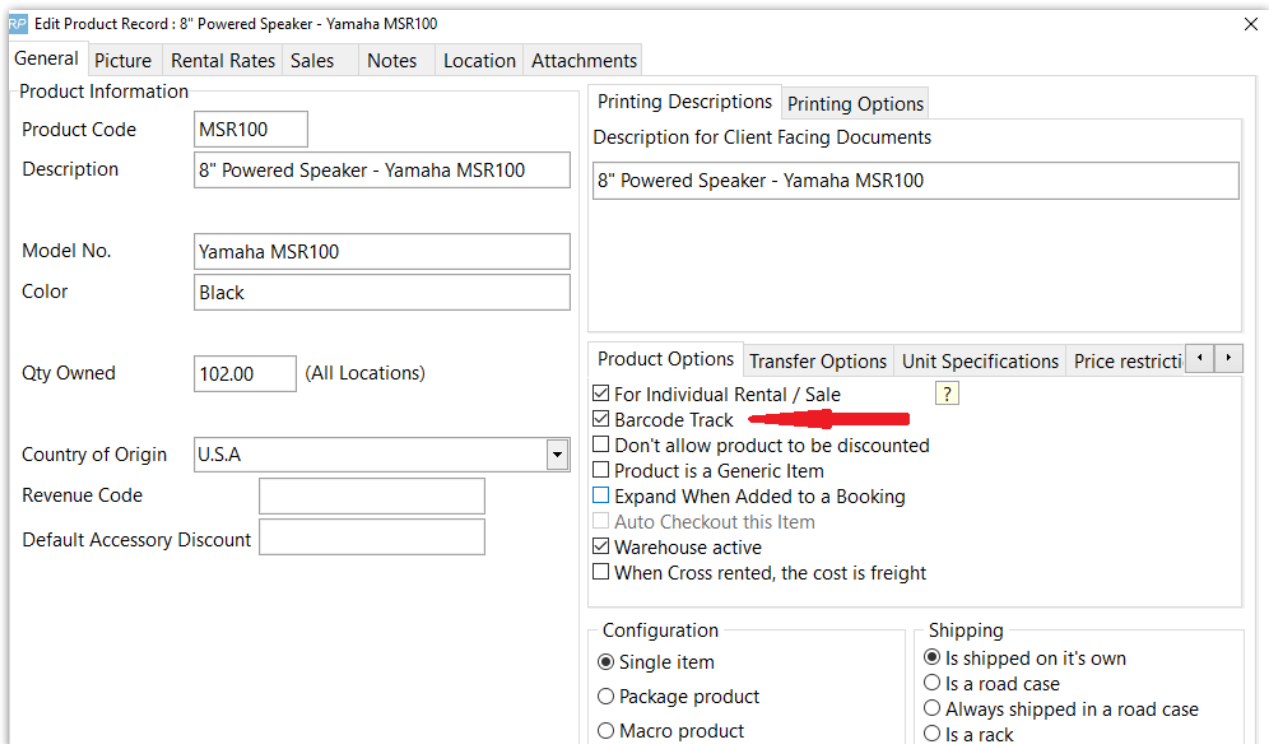 RP Edit Product Record : 8" Powered Speaker - Yamaha MSR100
General Picture Rental Rates Sales Notes Location Attachments
Product Information
Product Code MSR100
Description 8" Powered Speaker - Yamaha MSR100
Model No. Yamaha MSR100
Color Black
Qty Owned 102.00 (All Locations)
Country of Origin U.S.A
Revenue Code
Default Accessory Discount
Printing Descriptions Printing Options
Description for Client Facing Documents
8" Powered Speaker - Yamaha MSR100
Product Options Transfer Options Unit Specifications Price restricti
For Individual Rental / Sale ?
Barcode Track
Don't allow product to be discounted
Product is a Generic Item
Expand When Added to a Booking
Auto Checkout this Item
Warehouse active
When Cross rented, the cost is freight
Configuration
Single item
Package product
Macro product
Shipping
Is shipped on it's own
Is a road case
Always shipped in a road case
Is a rack